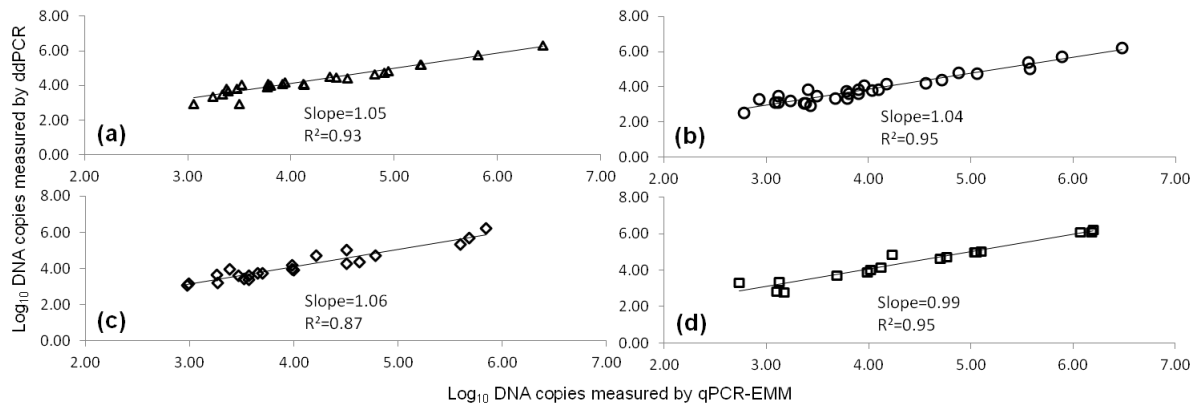 Log₁₀ DNA copies measured by ddPCR
8.00
6.00
4.00
2.00
0.00
(a)
Slope=1.05
R²=0.93
2.00 3.00 4.00 5.00 6.00 7.00
8.00
6.00
4.00
2.00
0.00
(b)
Slope=1.04
R²=0.95
2.00 3.00 4.00 5.00 6.00 7.00
8.00
6.00
4.00
2.00
0.00
(c)
Slope=1.06
R²=0.87
2.00 3.00 4.00 5.00 6.00 7.00
8.00
6.00
4.00
2.00
0.00
(d)
Slope=0.99
R²=0.95
2.00 3.00 4.00 5.00 6.00 7.00
Log₁₀ DNA copies measured by qPCR-EMM